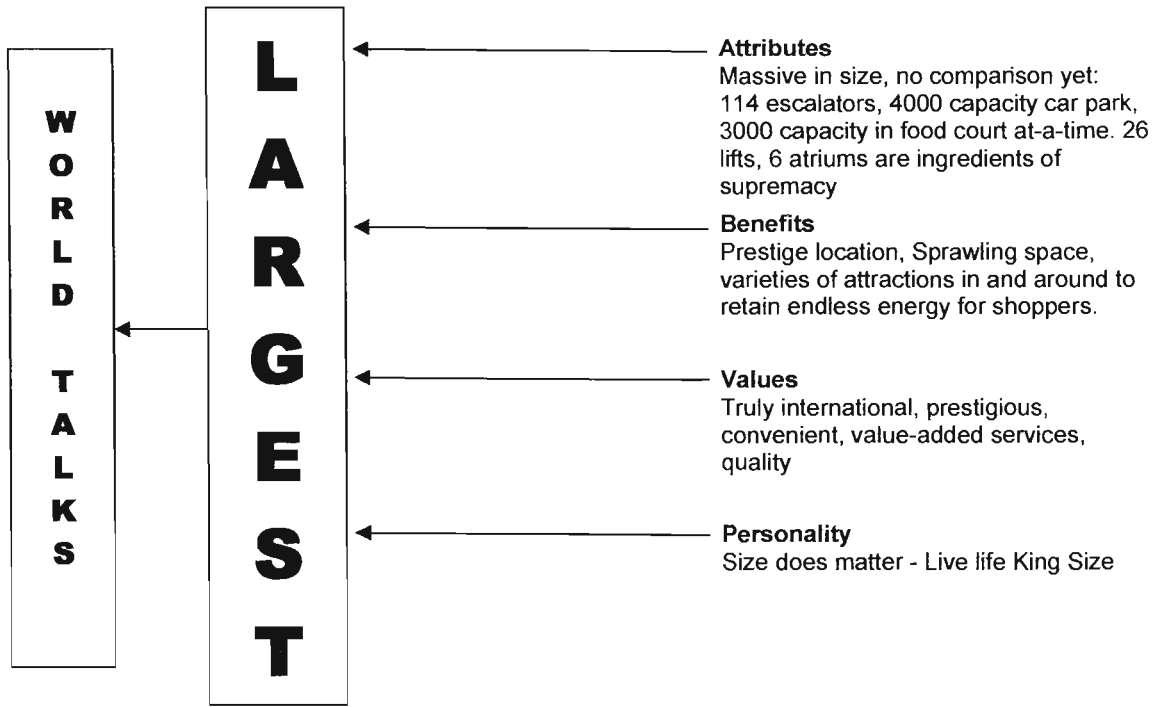 WORLD TALKS
LARGEST
Attributes
Massive in size, no comparison yet:
114 escalators, 4000 capacity car park,
3000 capacity in food court at-a-time. 26
lifts, 6 atriums are ingredients of
supremacy
Benefits
Prestige location, Sprawling space,
varieties of attractions in and around to
retain endless energy for shoppers.
Values
Truly international, prestigious,
convenient, value-added services,
quality
Personality
Size does matter - Live life King Size